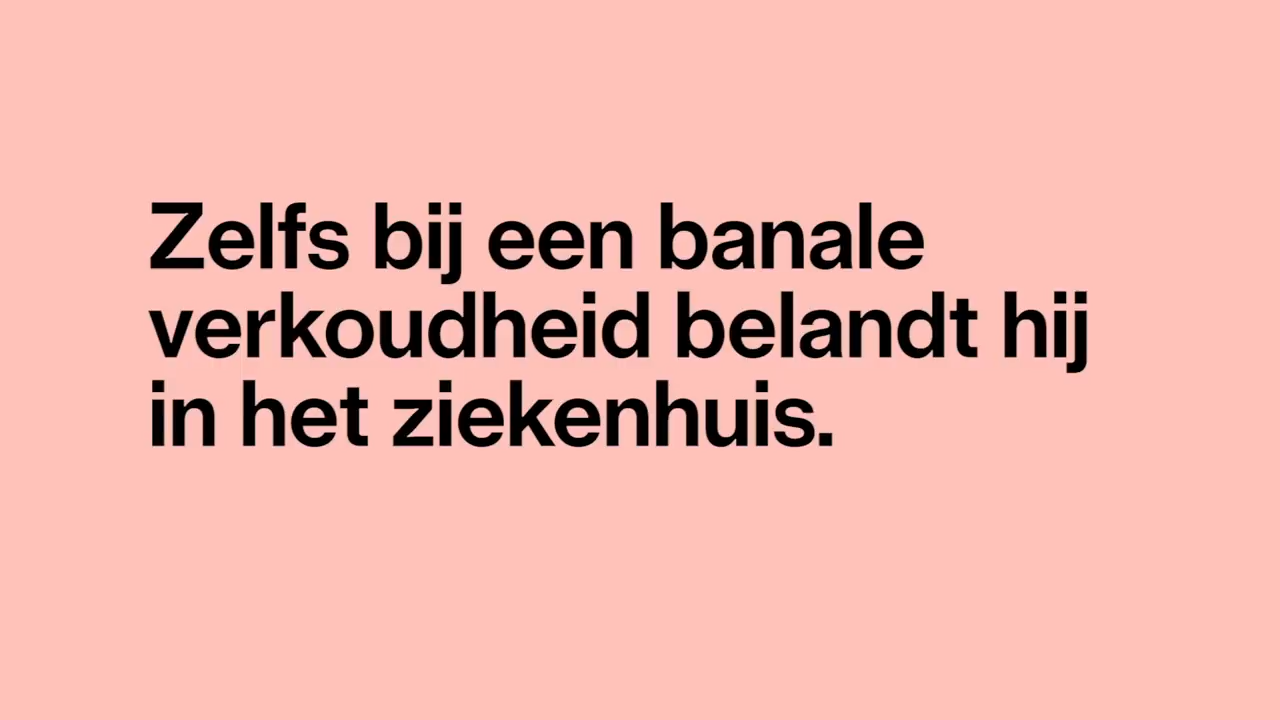 Zelfs bij een banale
verkoudheid belandt hij
in het ziekenhuis.